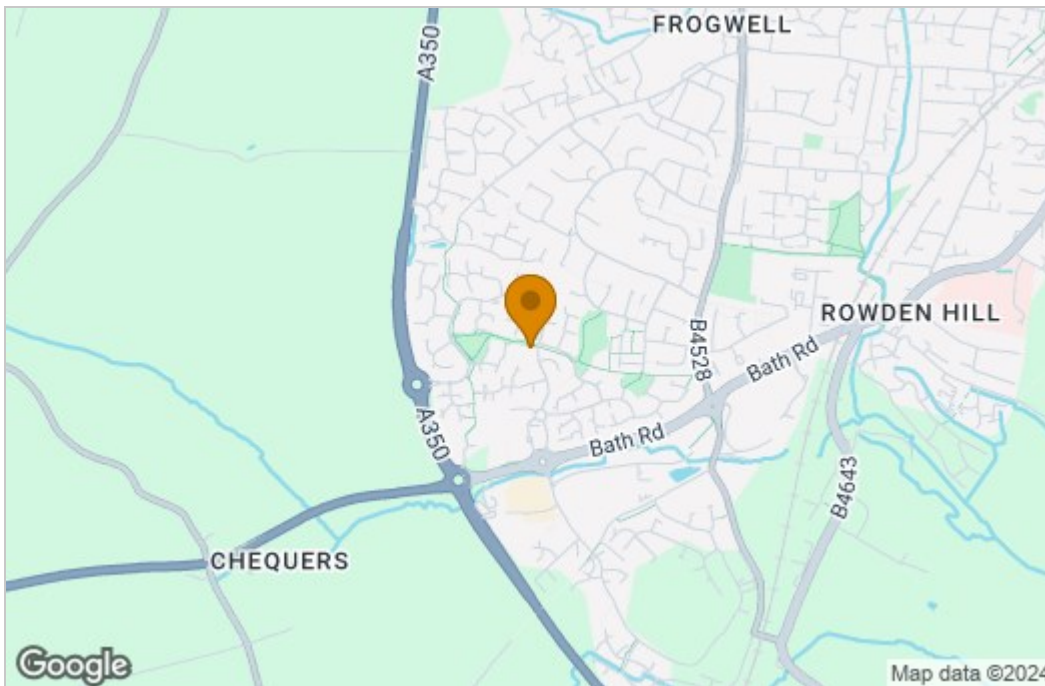 FROGWELL
A350
ROWDEN HILL
B4528
Bath Rd
A350
Bath Rd
B4643
CHEQUERS
Google
Map data ©2024